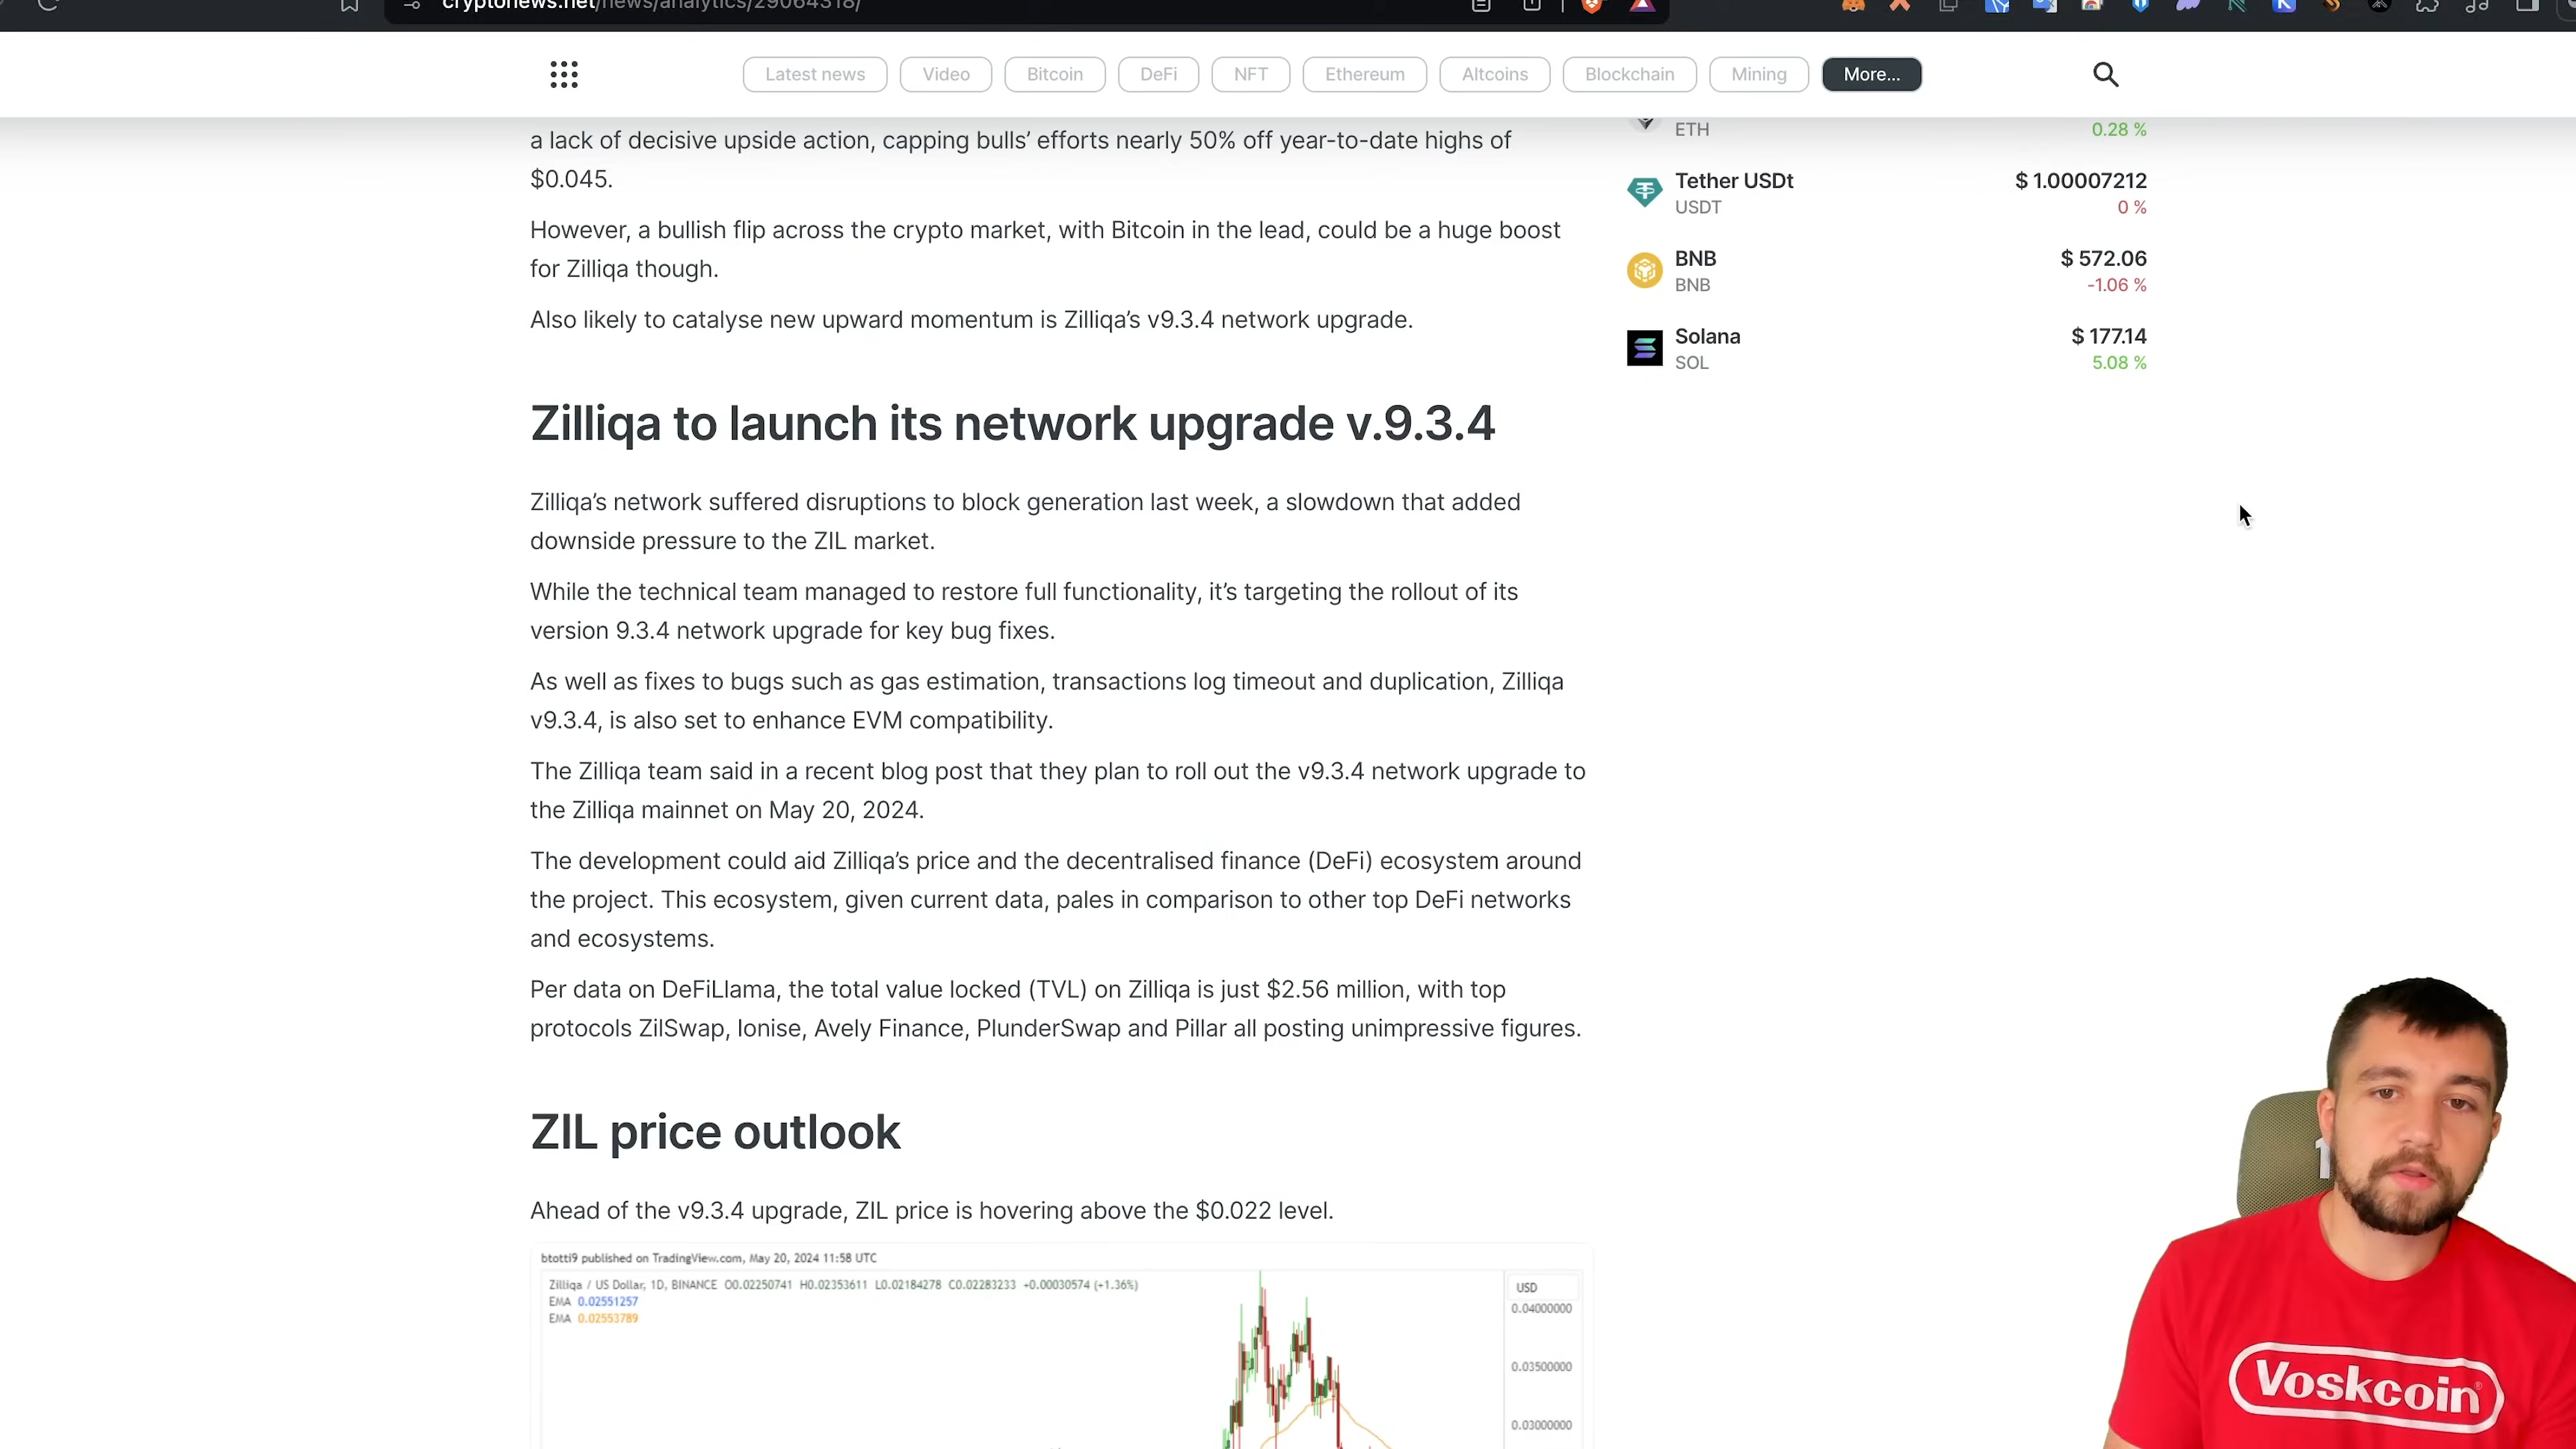 cryptonews.net/news/analytics/29064318/
Latest news
Video
Bitcoin
DeFi
NFT
Ethereum
Altcoins
Blockchain
Mining
More...
a lack of decisive upside action, capping bulls’ efforts nearly 50% off year-to-date highs of
$0.045.
However, a bullish flip across the crypto market, with Bitcoin in the lead, could be a huge boost
for Zilliqa though.
Also likely to catalyse new upward momentum is Zilliqa’s v9.3.4 network upgrade.
Zilliqa to launch its network upgrade v.9.3.4
Zilliqa’s network suffered disruptions to block generation last week, a slowdown that added
downside pressure to the ZIL market.
While the technical team managed to restore full functionality, it’s targeting the rollout of its
version 9.3.4 network upgrade for key bug fixes.
As well as fixes to bugs such as gas estimation, transactions log timeout and duplication, Zilliqa
v9.3.4, is also set to enhance EVM compatibility.
The Zilliqa team said in a recent blog post that they plan to roll out the v9.3.4 network upgrade to
the Zilliqa mainnet on May 20, 2024.
The development could aid Zilliqa’s price and the decentralised finance (DeFi) ecosystem around
the project. This ecosystem, given current data, pales in comparison to other top DeFi networks
and ecosystems.
Per data on DeFiLlama, the total value locked (TVL) on Zilliqa is just $2.56 million, with top
protocols ZilSwap, Ionise, Avely Finance, PlunderSwap and Pillar all posting unimpressive figures.
ZIL price outlook
Ahead of the v9.3.4 upgrade, ZIL price is hovering above the $0.022 level.
btotti9 published on TradingView.com, May 20, 2024 11:58 UTC
Zilliqa / US Dollar, 1D, BINANCE O0.02250741 H0.02353611 L0.02184278 C0.02283233 +0.00030574 (+1.36%)
EMA 0.02551257
EMA 0.02553789
USD
0.04000000
0.03500000
0.03000000
ETH
0.28 %
Tether USDt
$ 1.00007212
USDT
0 %
BNB
$ 572.06
BNB
-1.06 %
Solana
$ 177.14
SOL
5.08 %
Voskcoin